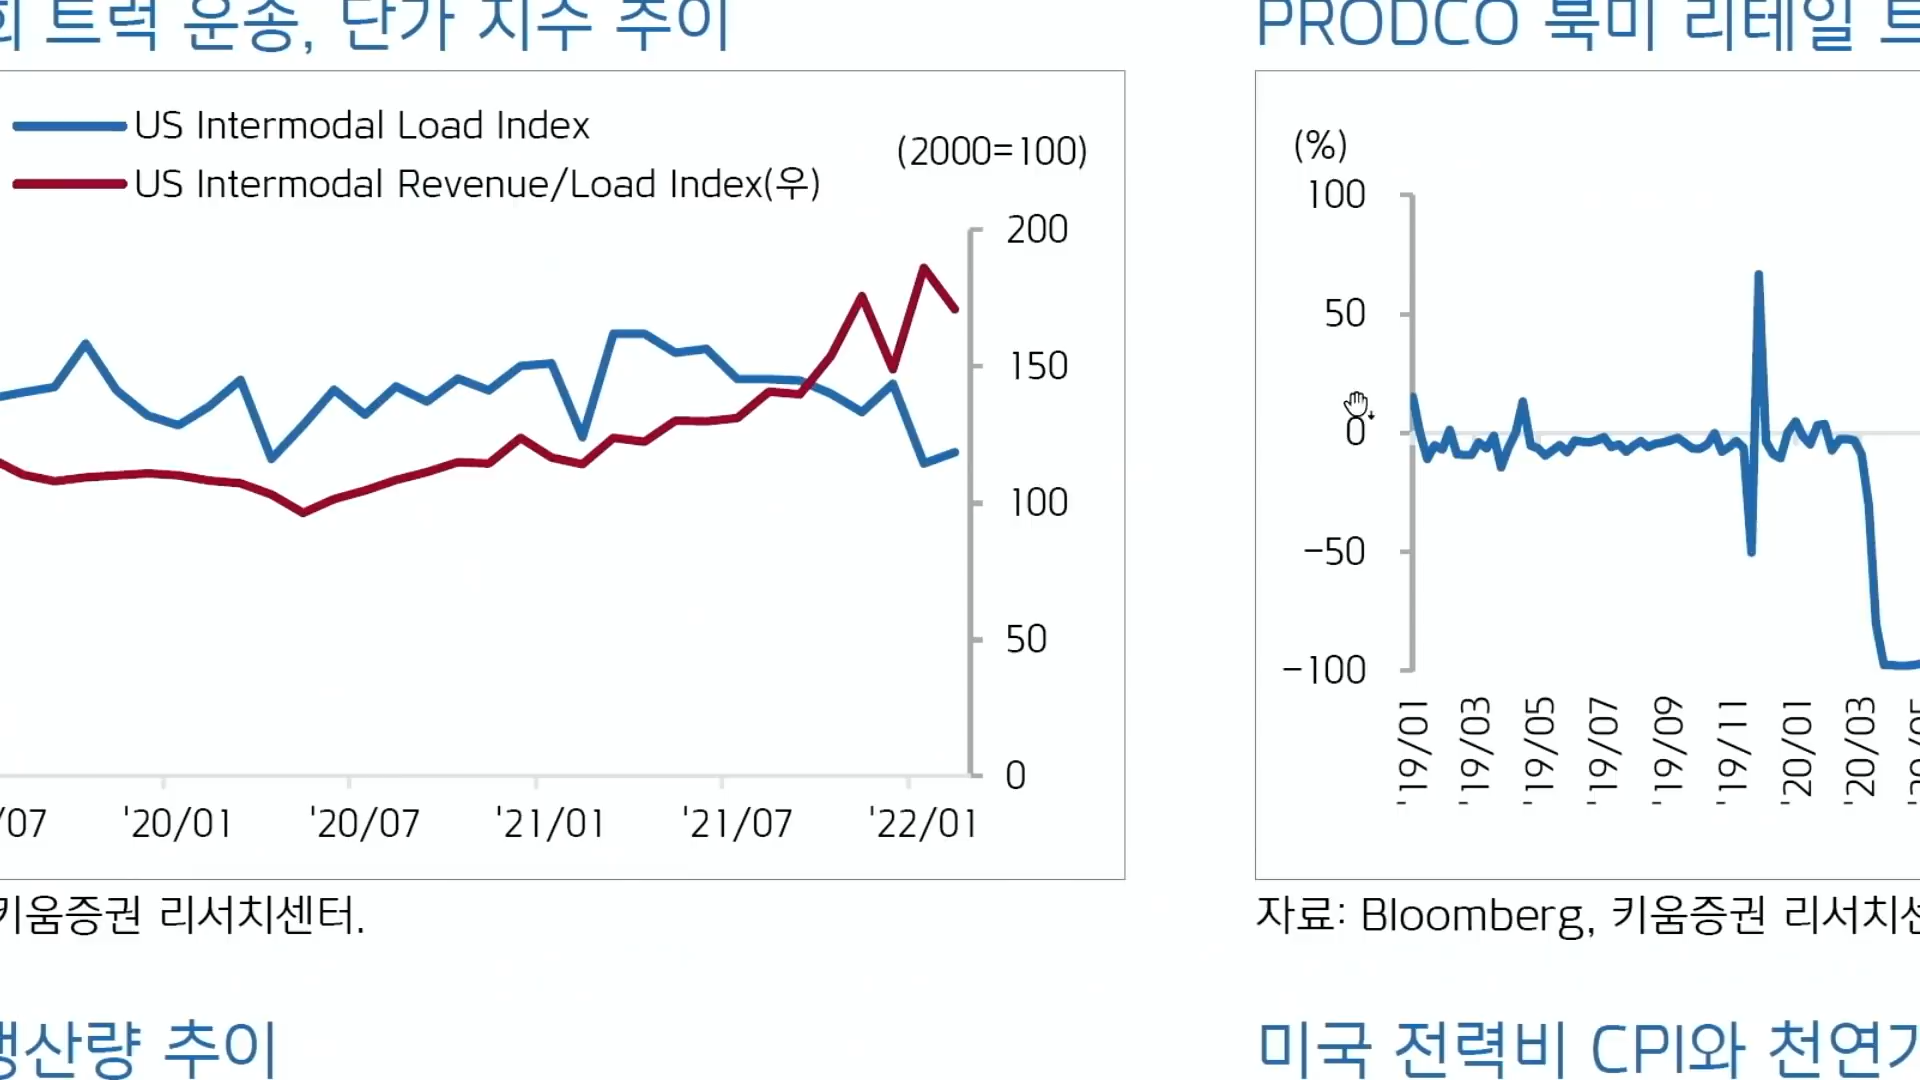 트럭 운송, 단가 지수 추이
US Intermodal Load Index
US Intermodal Revenue/Load Index(우)
(2000=100)
200
150
100
50
0
/07 '20/01 '20/07 '21/01 '21/07 '22/01
키움증권 리서치센터.
생산량 추이
PRODCO 북미 리테일 트
(%)
100
50
0
-50
-100
'19/01 '19/03 '19/05 '19/07 '19/09 '19/11 '20/01 '20/03
자료: Bloomberg, 키움증권 리서치센
미국 전력비 CPI와 천연가